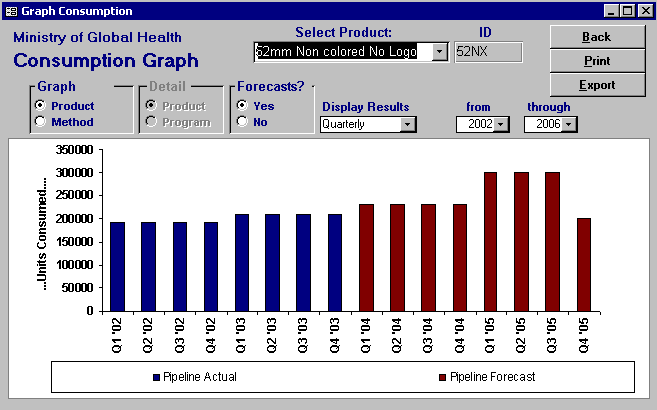 Graph Consumption
Ministry of Global Health
Consumption Graph
Select Product:
ID
52mm Non colored No Logo
52NX
Back
Print
Export
Graph
Product
Method
Detail
Product
Program
Forecasts?
Yes
No
Display Results
Quarterly
from
2002
through
2006
...Units Consumed....
350000
300000
250000
200000
150000
100000
50000
0
Q1 '02
Q2 '02
Q3 '02
Q4 '02
Q1 '03
Q2 '03
Q3 '03
Q4 '03
Q1 '04
Q2 '04
Q3 '04
Q4 '04
Q1 '05
Q2 '05
Q3 '05
Q4 '05
Pipeline Actual
Pipeline Forecast